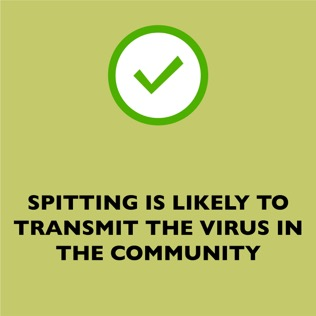 SPITTING IS LIKELY TO
TRANSMIT THE VIRUS IN
THE COMMUNITY